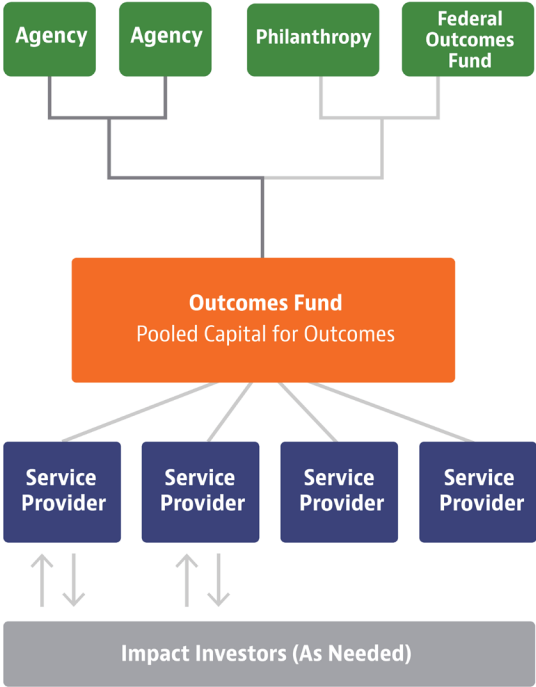 Agency
Agency
Philanthropy
Federal
Outcomes
Fund
Outcomes Fund
Pooled Capital for Outcomes
Service
Provider
Service
Provider
Service
Provider
Service
Provider
Impact Investors (As Needed)